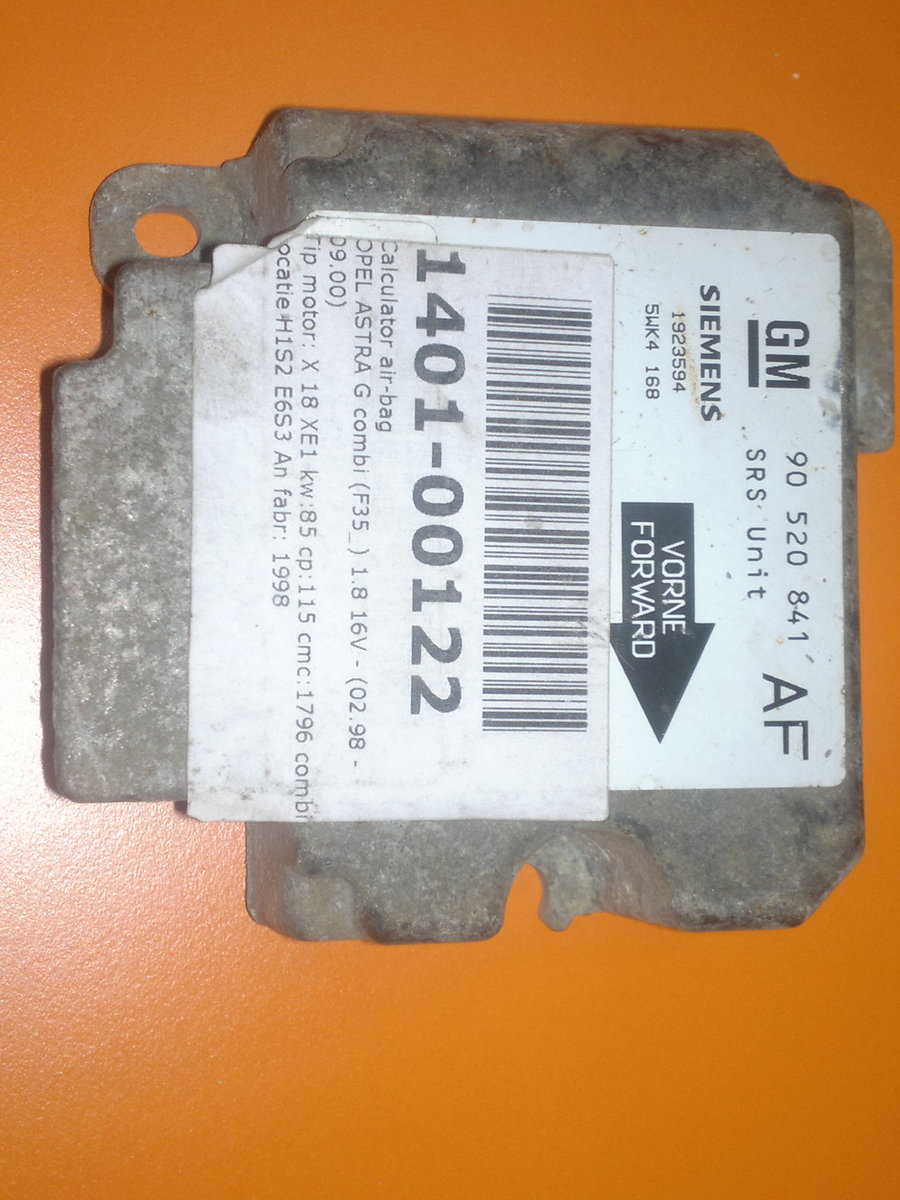 GM 90 520 841 AF
SRS Unit
SIEMENS
1923594
5WK4 168
VORNE
FORWARD
1401-00122
Calculator air-bag
OPEL ASTRA G combi (F35_) 1.8 16V - (02.98 -
09.00)
Tip motor: X 18 XE1 kw:85 cp:115 cmc:1796 combi
Locatie H1S2 E6S3 An fabr: 1998